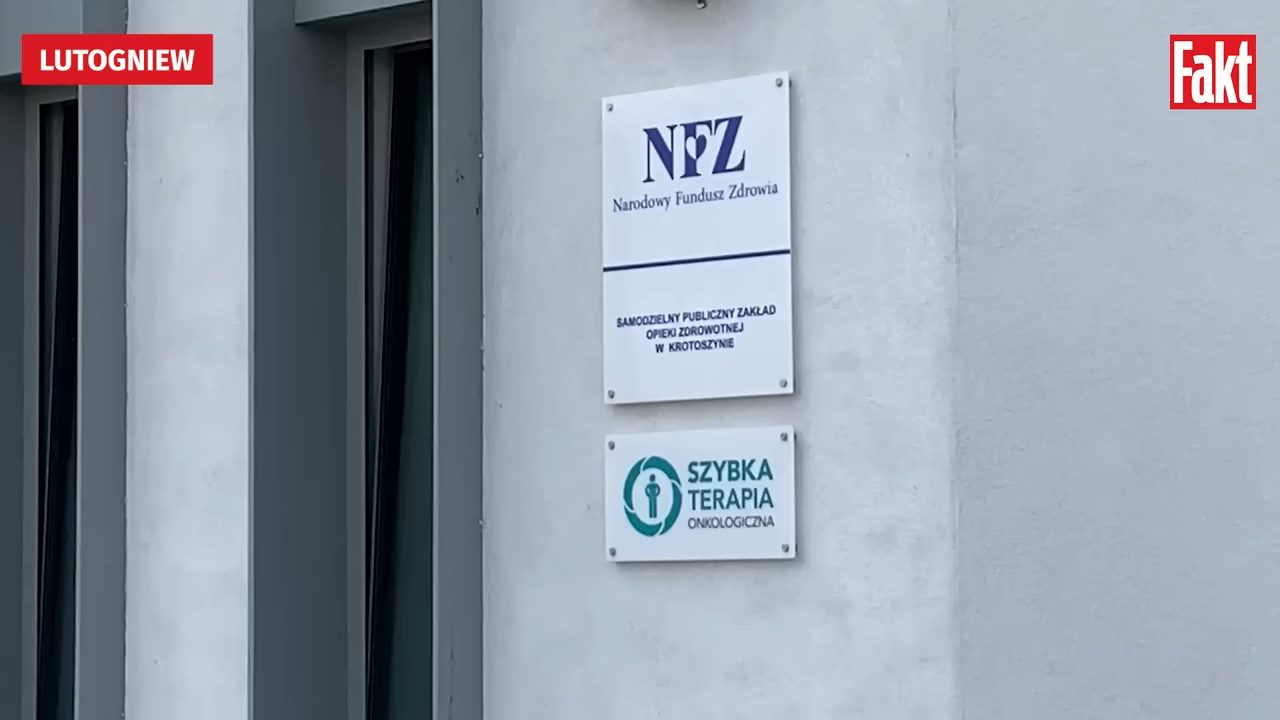 LUTOGNIEW
Fakt
NFZ
Narodowy Fundusz Zdrowia
SAMODZIELNY PUBLICZNY ZAKŁAD
OPIEKI ZDROWOTNEJ
W KROTOSZYNIE
SZYBKA
TERAPIA
ONKOLOGICZNA